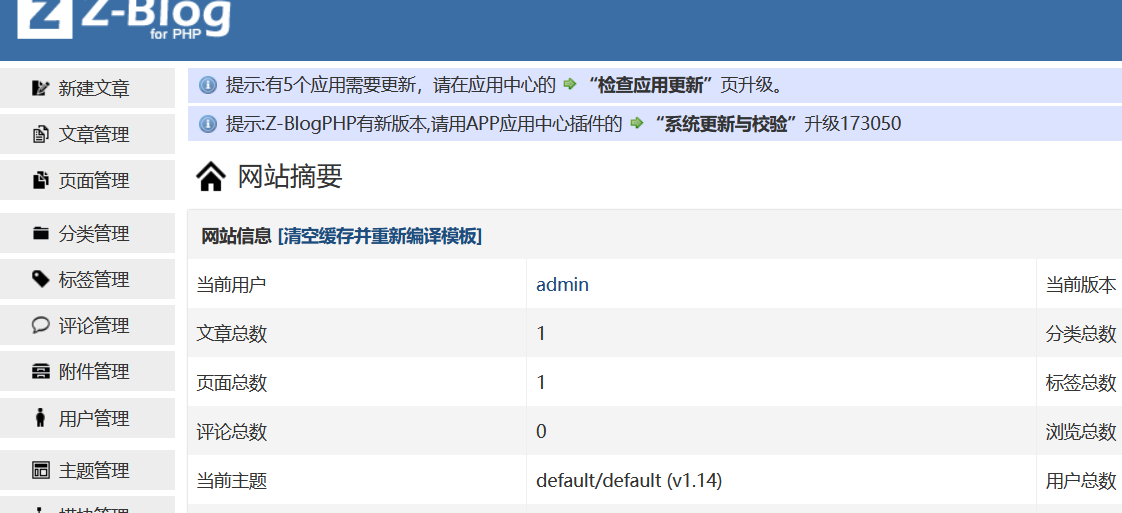 Z-Blog
for PHP
新建文章
文章管理
页面管理
分类管理
标签管理
评论管理
附件管理
用户管理
主题管理
模块管理
提示:有5个应用需要更新，请在应用中心的 “检查应用更新” 页升级。
提示:Z-BlogPHP有新版本,请用APP应用中心插件的 “系统更新与校验” 升级173050
网站摘要
网站信息 [清空缓存并重新编译模板]
当前用户 admin 当前版本
文章总数 1 分类总数
页面总数 1 标签总数
评论总数 0 浏览总数
当前主题 default/default (v1.14) 用户总数